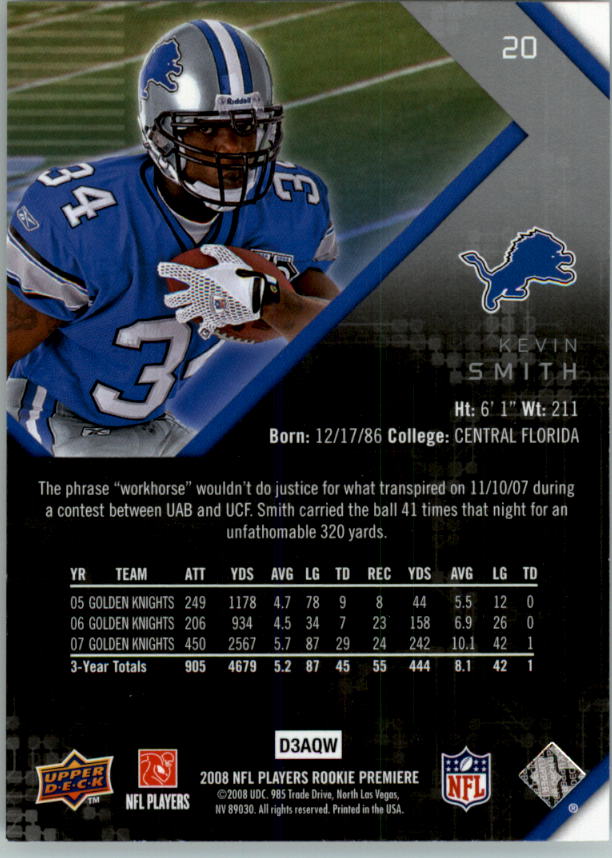 20
Riddell
34
34
34
KEVIN
SMITH
Ht: 6' 1" Wt: 211
Born: 12/17/86 College: CENTRAL FLORIDA
The phrase "workhorse" wouldn't do justice for what transpired on 11/10/07 during
a contest between UAB and UCF. Smith carried the ball 41 times that night for an
unfathomable 320 yards.
YR TEAM ATT YDS AVG LG TD REC YDS AVG LG TD
05 GOLDEN KNIGHTS 249 1178 4.7 78 9 8 44 5.5 12 0
06 GOLDEN KNIGHTS 206 934 4.5 34 7 23 158 6.9 26 0
07 GOLDEN KNIGHTS 450 2567 5.7 87 29 24 242 10.1 42 1
3-Year Totals 905 4679 5.2 87 45 55 444 8.1 42 1
D3AQW
UPPER
DECK
TM
NFL PLAYERS
2008 NFL PLAYERS ROOKIE PREMIERE
©2008 UDC. 985 Trade Drive, North Las Vegas,
NV 89030. All rights reserved. Printed in the USA.
NFL
®